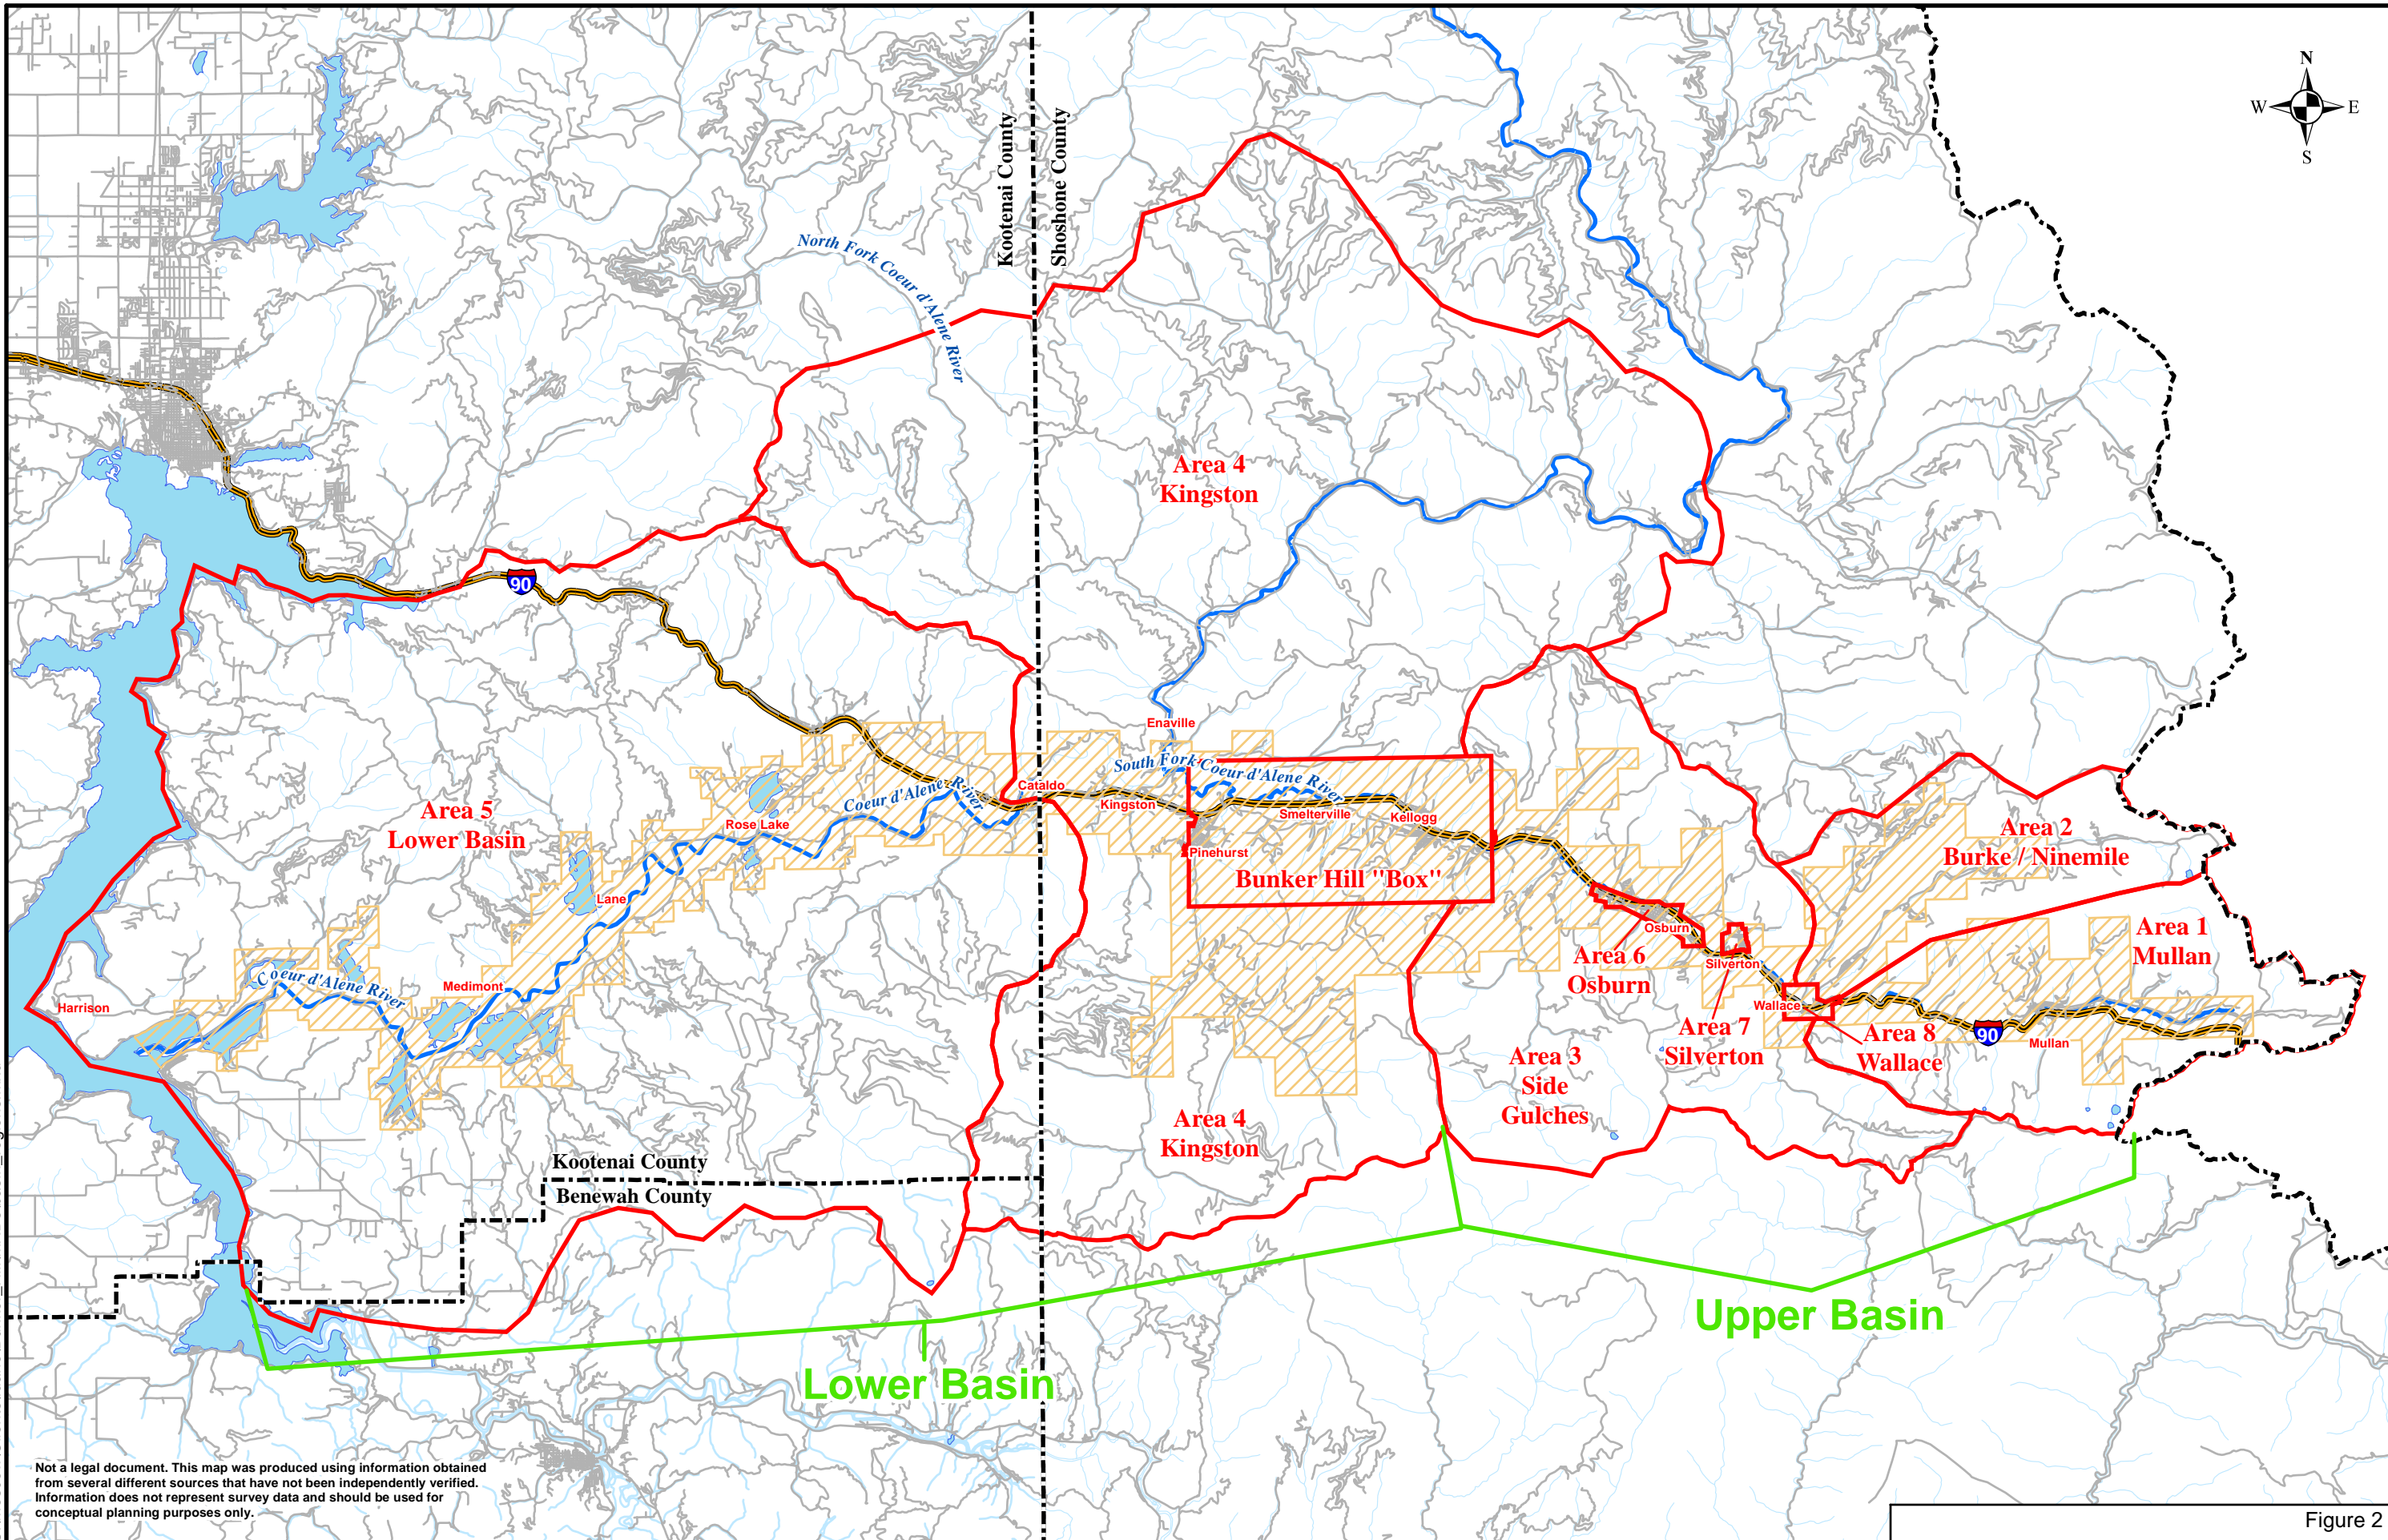 N
W
E
S
Kootenai County
Shoshone County
North Fork Coeur d'Alene River
Area 4
Kingston
90
Enaville
South Fork Coeur d'Alene River
Cataldo
Kingston
Coeur d'Alene River
Smelterville
Kellogg
Area 5
Lower Basin
Rose Lake
Pinehurst
Bunker Hill "Box"
Area 2
Burke / Ninemile
Lane
Osburn
Area 1
Mullan
Area 6
Osburn
Silverton
Medimont
Coeur d'Alene River
Harrison
Wallace
Area 7
Silverton
Area 8
Wallace
90
Mullan
Area 3
Side
Gulches
Area 4
Kingston
Kootenai County
Benewah County
Upper Basin
Lower Basin
Not a legal document. This map was produced using information obtained
from several different sources that have not been independently verified.
Information does not represent survey data and should be used for
conceptual planning purposes only.
Figure 2